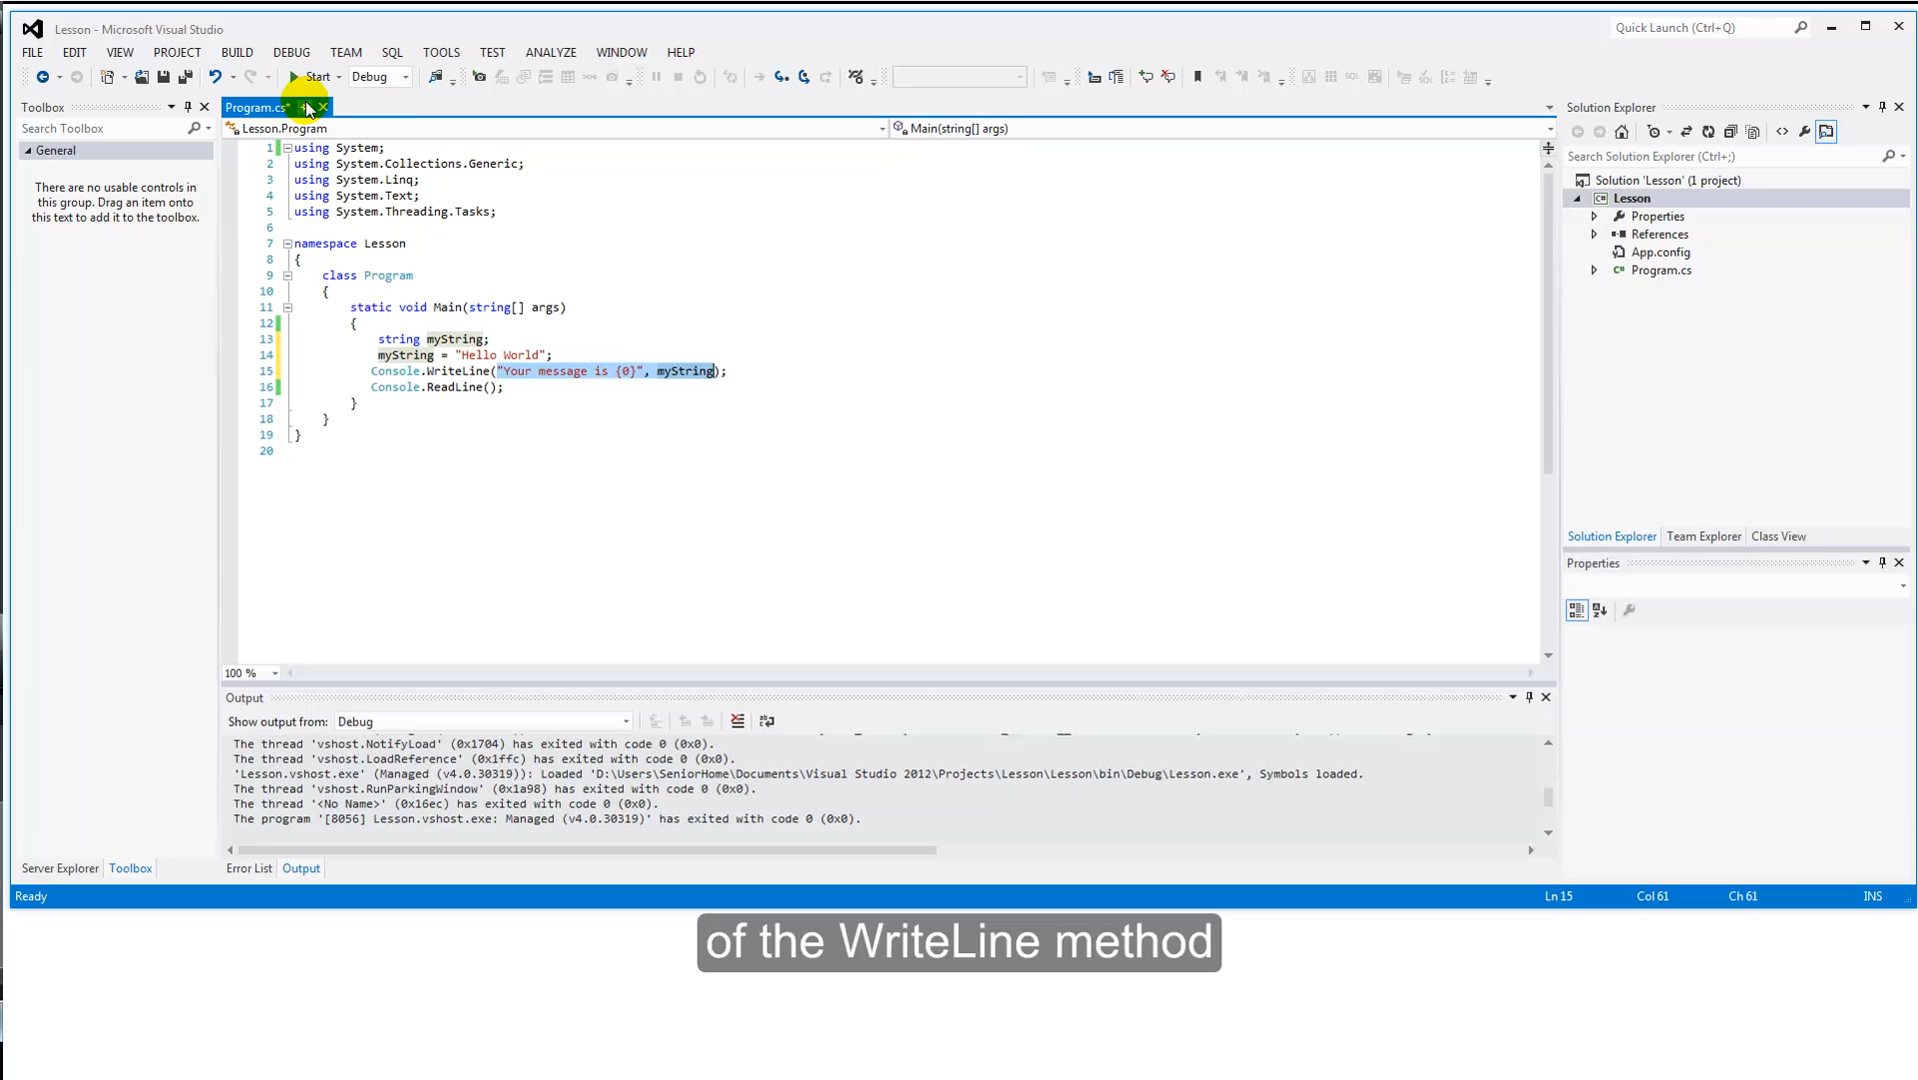 Lesson - Microsoft Visual Studio
Quick Launch (Ctrl+Q)
FILE EDIT VIEW PROJECT BUILD DEBUG TEAM SQL TOOLS TEST ANALYZE WINDOW HELP
Start Debug
Toolbox
Search Toolbox
General
There are no usable controls in
this group. Drag an item onto
this text to add it to the toolbox.
Program.cs*
Lesson.Program
Main(string[] args)
1 using System;
2 using System.Collections.Generic;
3 using System.Linq;
4 using System.Text;
5 using System.Threading.Tasks;
6
7 namespace Lesson
8 {
9 class Program
10 {
11 static void Main(string[] args)
12 {
13 string myString;
14 myString = "Hello World";
15 Console.WriteLine("Your message is {0}", myString);
16 Console.ReadLine();
17 }
18 }
19 }
20
100 %
Solution Explorer
Search Solution Explorer (Ctrl+;)
Solution 'Lesson' (1 project)
Lesson
Properties
References
App.config
Program.cs
Solution Explorer Team Explorer Class View
Properties
Output
Show output from: Debug
The thread 'vshost.NotifyLoad' (0x1704) has exited with code 0 (0x0).
The thread 'vshost.LoadReference' (0x1ffc) has exited with code 0 (0x0).
'Lesson.vshost.exe' (Managed (v4.0.30319)): Loaded 'D:\Users\SeniorHome\Documents\Visual Studio 2012\Projects\Lesson\Lesson\bin\Debug\Lesson.exe', Symbols loaded.
The thread 'vshost.RunParkingWindow' (0x1a98) has exited with code 0 (0x0).
The thread '<No Name>' (0x16ec) has exited with code 0 (0x0).
The program '[8056] Lesson.vshost.exe: Managed (v4.0.30319)' has exited with code 0 (0x0).
Server Explorer Toolbox
Error List Output
Ready
Ln 15 Col 61 Ch 61 INS
of the WriteLine method